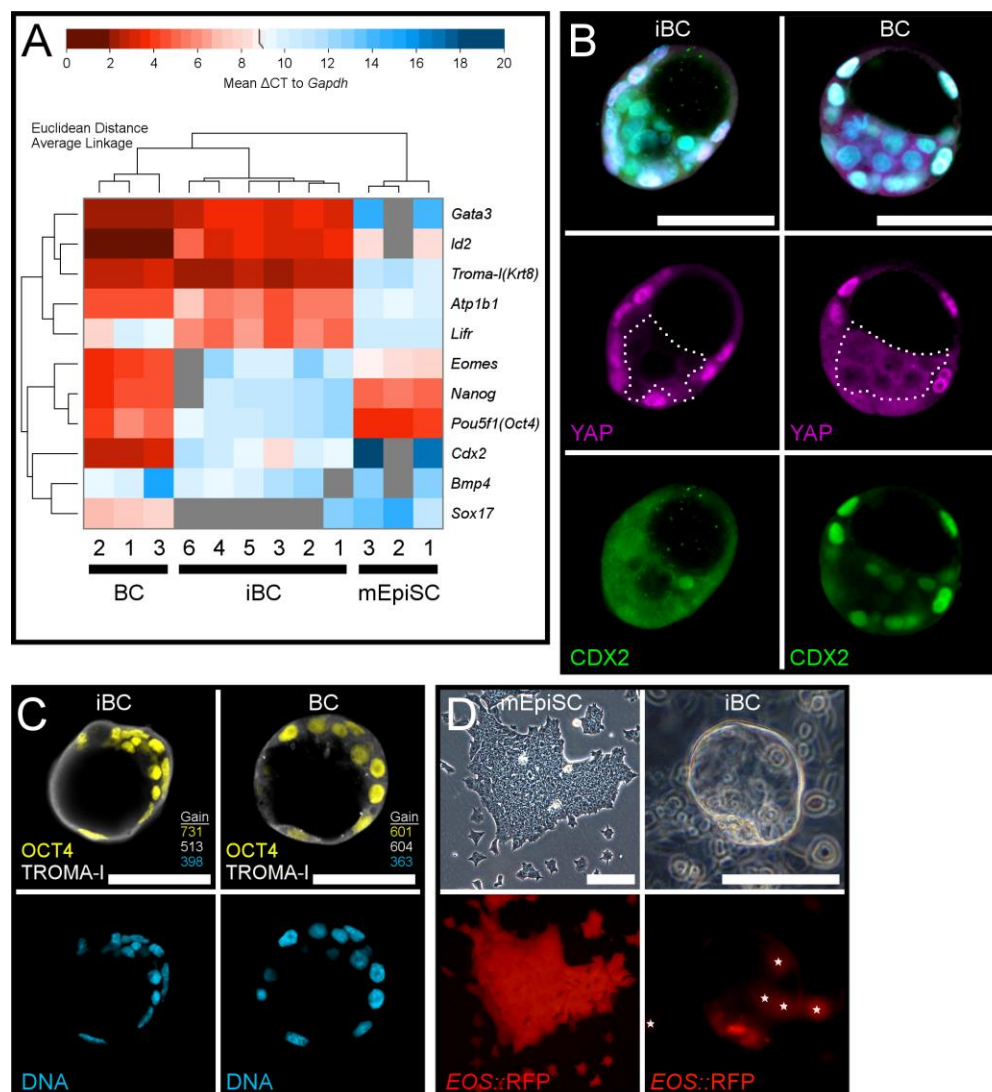 A
0 2 4 6 8 10 12 14 16 18 20
Mean ΔCT to Gapdh
Euclidean Distance
Average Linkage
Gata3
Id2
Troma-I(Krt8)
Atp1b1
Lifr
Eomes
Nanog
Pou5f1(Oct4)
Cdx2
Bmp4
Sox17
2 1 3 6 4 5 3 2 1 3 2 1
BC iBC mEpiSC
B
iBC BC
YAP YAP
CDX2 CDX2
C
iBC BC
Gain
731
513
398
OCT4
TROMA-I
Gain
601
604
363
OCT4
TROMA-I
DNA DNA
D
mEpiSC iBC
EOS::RFP EOS::RFP